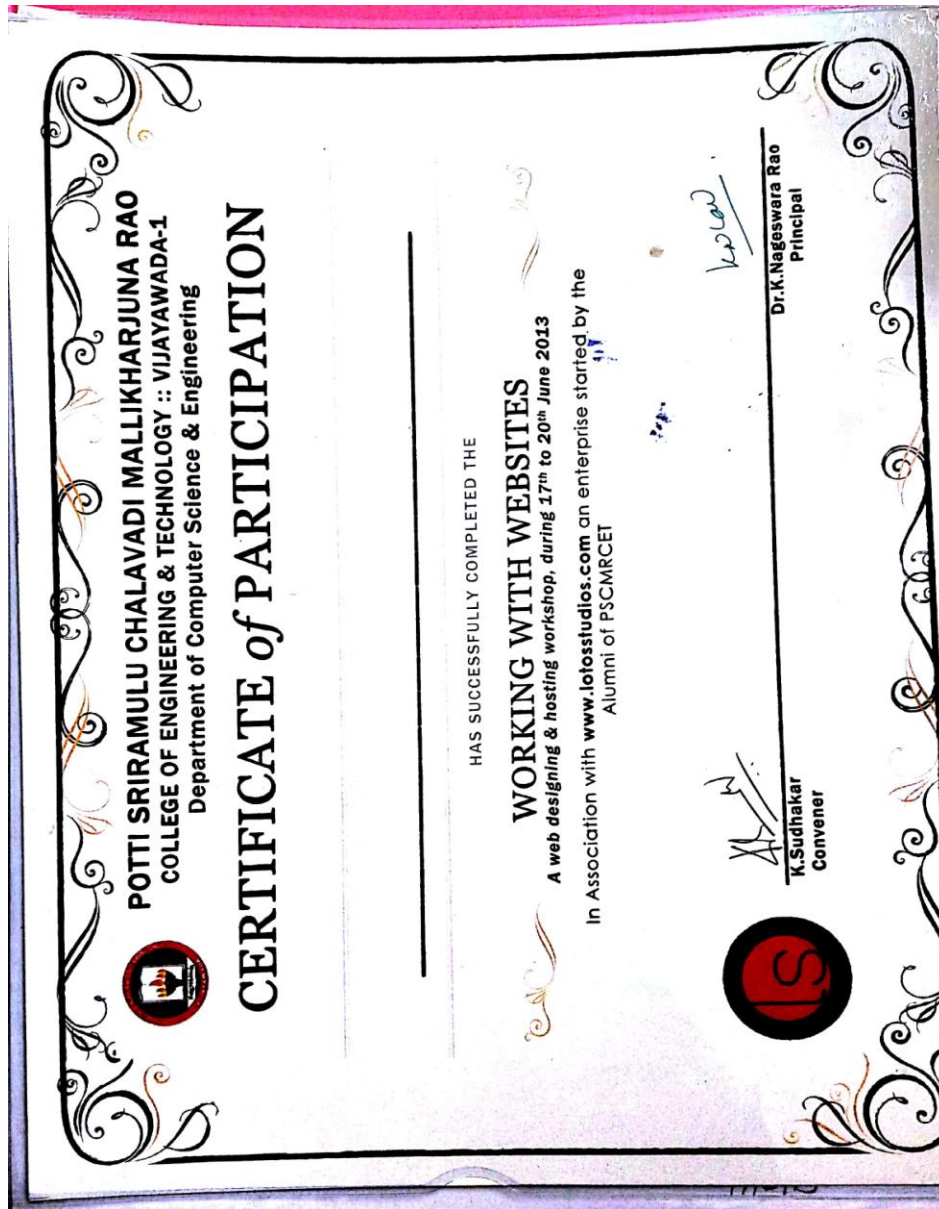 POTTI SRIRAMULU CHALAVADI MALLIKHARJUNA RAO
COLLEGE OF ENGINEERING & TECHNOLOGY :: VIJAYAWADA-1
Department of Computer Science & Engineering
CERTIFICATE of PARTICIPATION
HAS SUCCESSFULLY COMPLETED THE
WORKING WITH WEBSITES
A web designing & hosting workshop, during 17th to 20th June 2013
In Association with www.lotosstudios.com an enterprise started by the
Alumni of PSCMRCET
LS
K.Sudhakar
Convener
Dr.K.Nageswara Rao
Principal